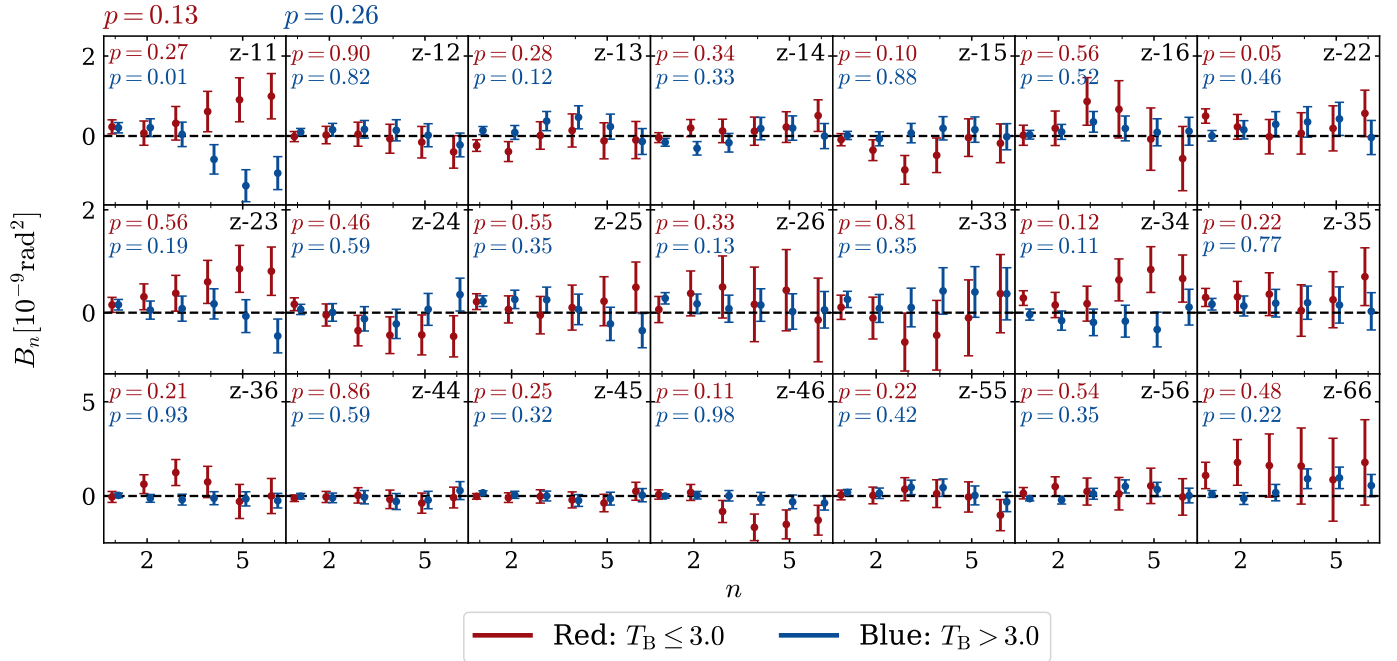 p = 0.13 p = 0.26
2 p = 0.27 z-11 p = 0.90 z-12 p = 0.28 z-13 p = 0.34 z-14 p = 0.10 z-15 p = 0.56 z-16 p = 0.05 z-22
p = 0.01 p = 0.82 p = 0.12 p = 0.33 p = 0.88 p = 0.52 p = 0.46
0
2 p = 0.56 z-23 p = 0.46 z-24 p = 0.55 z-25 p = 0.33 z-26 p = 0.81 z-33 p = 0.12 z-34 p = 0.22 z-35
p = 0.19 p = 0.59 p = 0.35 p = 0.13 p = 0.35 p = 0.11 p = 0.77
B_n [10^{-9} rad^2]
0
p = 0.21 z-36 p = 0.86 z-44 p = 0.25 z-45 p = 0.11 z-46 p = 0.22 z-55 p = 0.54 z-56 p = 0.48 z-66
5 p = 0.93 p = 0.59 p = 0.32 p = 0.98 p = 0.42 p = 0.35 p = 0.22
0
2 5 2 5 2 5 2 5 2 5 2 5 2 5
n
Red: T_B ≤ 3.0 Blue: T_B > 3.0